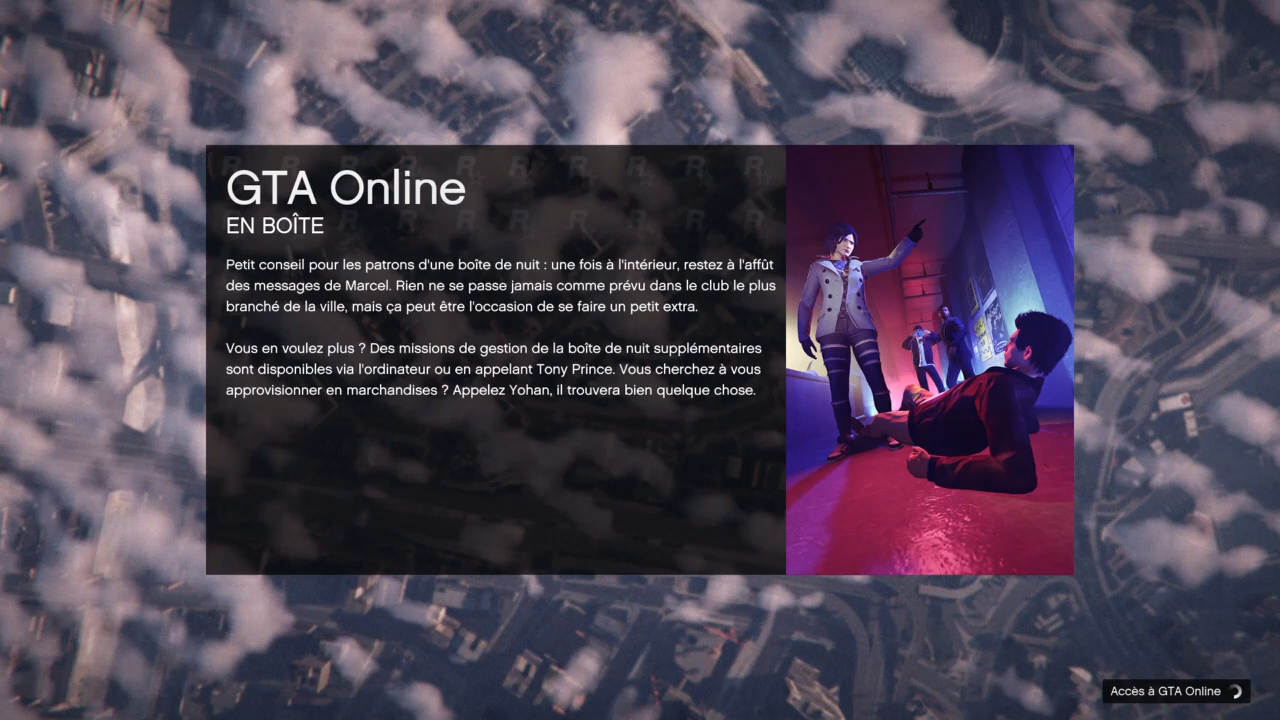 GTA Online
EN BOÎTE
Petit conseil pour les patrons d'une boîte de nuit : une fois à l'intérieur, restez à l'affût
des messages de Marcel. Rien ne se passe jamais comme prévu dans le club le plus
branché de la ville, mais ça peut être l'occasion de se faire un petit extra.
Vous en voulez plus ? Des missions de gestion de la boîte de nuit supplémentaires
sont disponibles via l'ordinateur ou en appelant Tony Prince. Vous cherchez à vous
approvisionner en marchandises ? Appelez Yohan, il trouvera bien quelque chose.
Accès à GTA Online